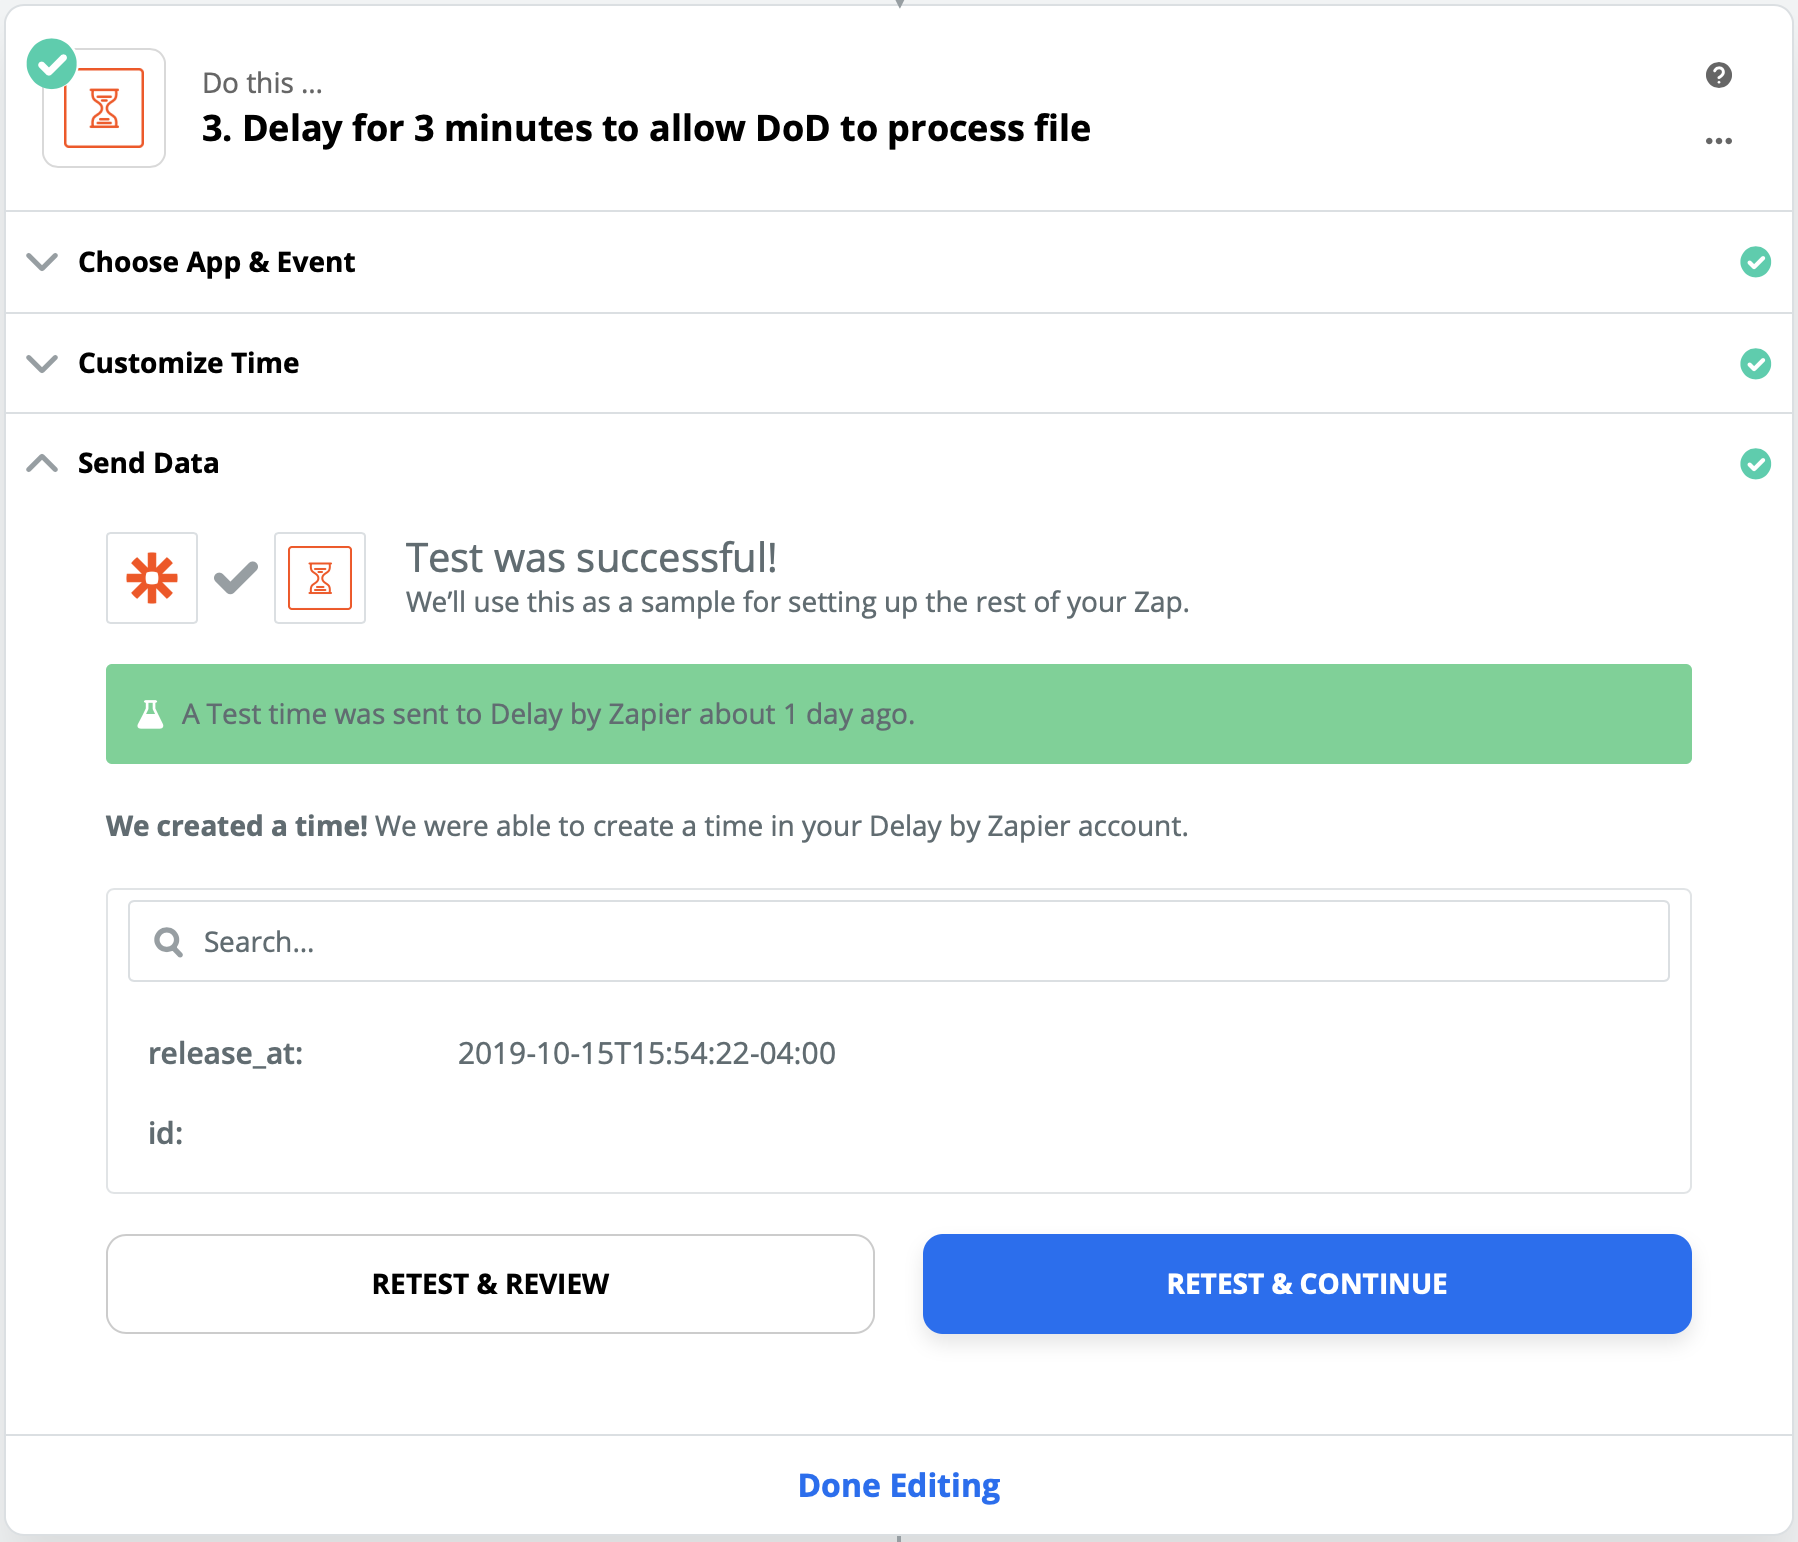 Do this ...
3. Delay for 3 minutes to allow DoD to process file
Choose App & Event
Customize Time
Send Data
Test was successful!
We’ll use this as a sample for setting up the rest of your Zap.
A Test time was sent to Delay by Zapier about 1 day ago.
We created a time! We were able to create a time in your Delay by Zapier account.
Search...
release_at: 2019-10-15T15:54:22-04:00
id:
RETEST & REVIEW
RETEST & CONTINUE
Done Editing